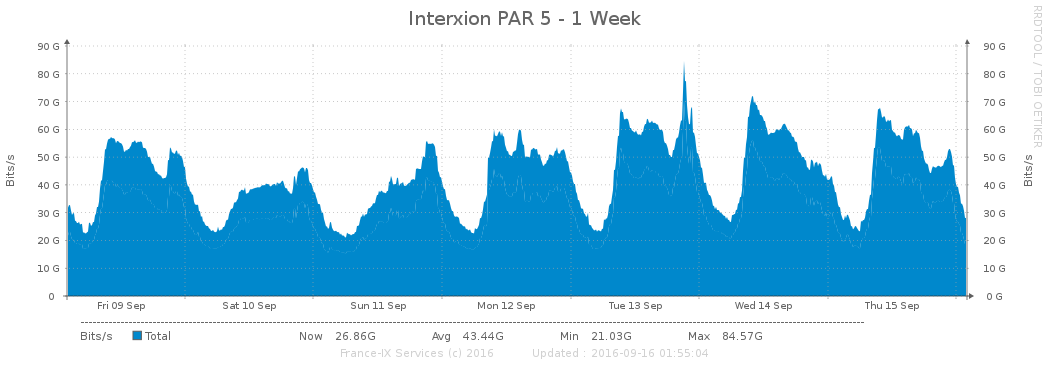 Interxion PAR 5 - 1 Week
RRDTOOL / TOBI OETIKER
90 G 90 G
80 G 80 G
70 G 70 G
60 G 60 G
50 G 50 G
40 G 40 G
30 G 30 G
20 G 20 G
10 G 10 G
0 0 G
Bits/s
Bits/s
Fri 09 Sep Sat 10 Sep Sun 11 Sep Mon 12 Sep Tue 13 Sep Wed 14 Sep Thu 15 Sep
Bits/s Total Now 26.86G Avg 43.44G Min 21.03G Max 84.57G
France-IX Services (c) 2016 Updated : 2016-09-16 01:55:04